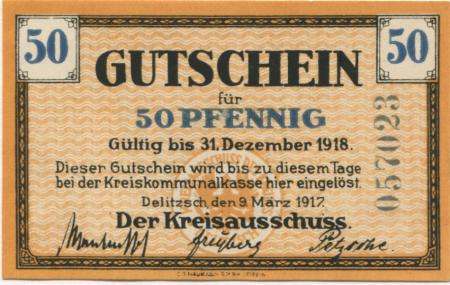 50 50
GUTSCHEIN
für
50 PFENNIG
Gültig bis 31. Dezember 1918.
Dieser Gutschein wird bis zu diesem Tage
bei der Kreiskommunalkasse hier eingelöst.
Delitzsch, den 9. März 1917.
Der Kreisausschuss.
Freyberg
057023